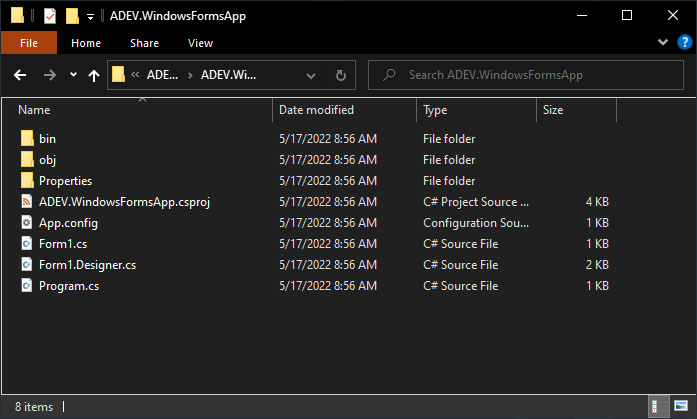 ADEV.WindowsFormsApp
File Home Share View ?
ADE... ADEV.Wi... Search ADEV.WindowsFormsApp
Name Date modified Type Size
bin 5/17/2022 8:56 AM File folder
obj 5/17/2022 8:56 AM File folder
Properties 5/17/2022 8:56 AM File folder
ADEV.WindowsFormsApp.csproj 5/17/2022 8:56 AM C# Project Source ... 4 KB
App.config 5/17/2022 8:56 AM Configuration Sou... 1 KB
Form1.cs 5/17/2022 8:56 AM C# Source File 1 KB
Form1.Designer.cs 5/17/2022 8:56 AM C# Source File 2 KB
Program.cs 5/17/2022 8:56 AM C# Source File 1 KB
8 items